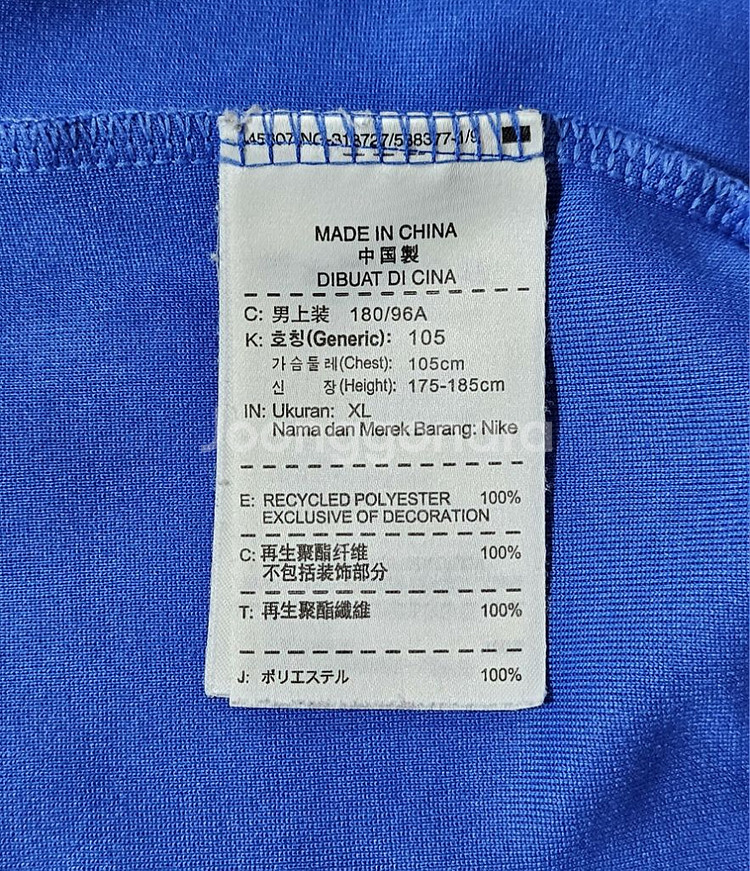 MADE IN CHINA
中国製
DIBUAT DI CINA
C: 男上装 180/96A
K: 호칭(Generic): 105
가슴둘레(Chest): 105cm
신 장(Height): 175-185cm
IN: Ukuran: XL
Nama dan Merek Barang: Nike
Joonggonara
E: RECYCLED POLYESTER 100%
EXCLUSIVE OF DECORATION
C: 再生聚酯纤维 100%
不包括装饰部分
T: 再生聚酯纖維 100%
J: ポリエステル 100%